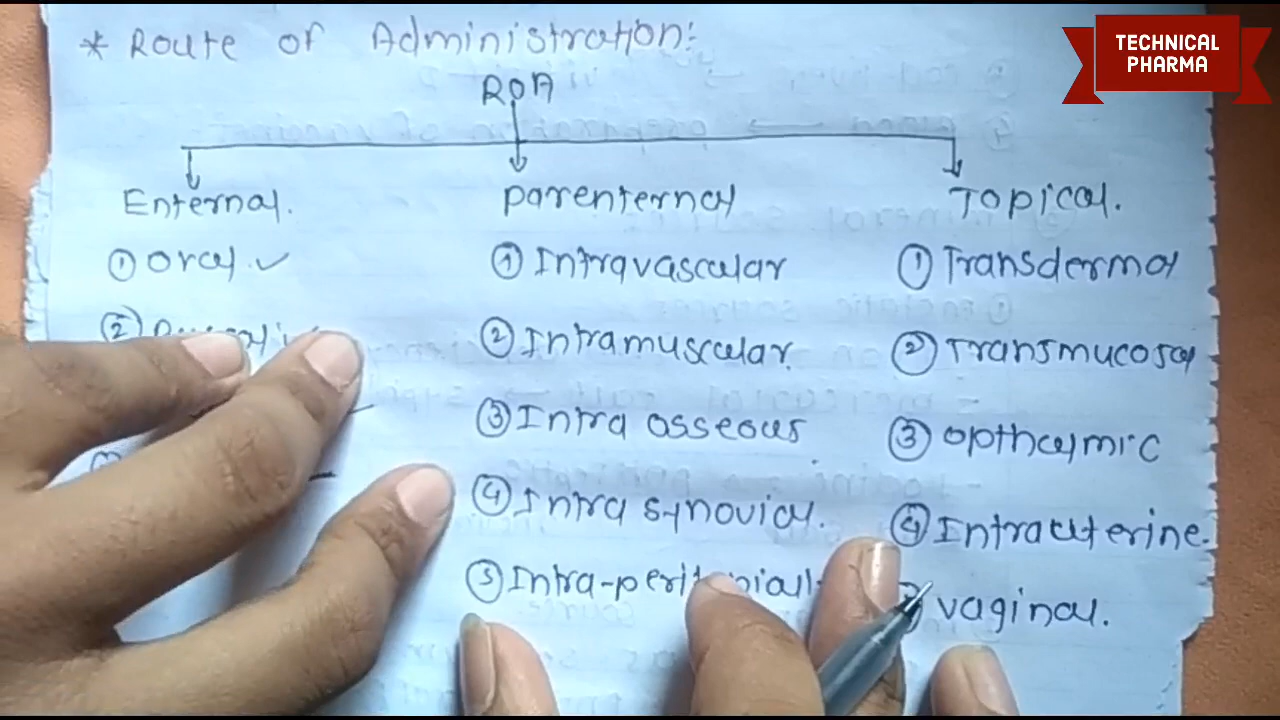 * Route of Administration:
TECHNICAL
PHARMA
ROA
Enternal. Parenternal Topical.
① Oral ✓ ① Intravascular ① Transdermal
② ② Intramuscular. ② Transmucosal
③ Intra osseous ③ opthalmic
④ Intra synovial. ④ Intrauterine.
⑤ vaginal.